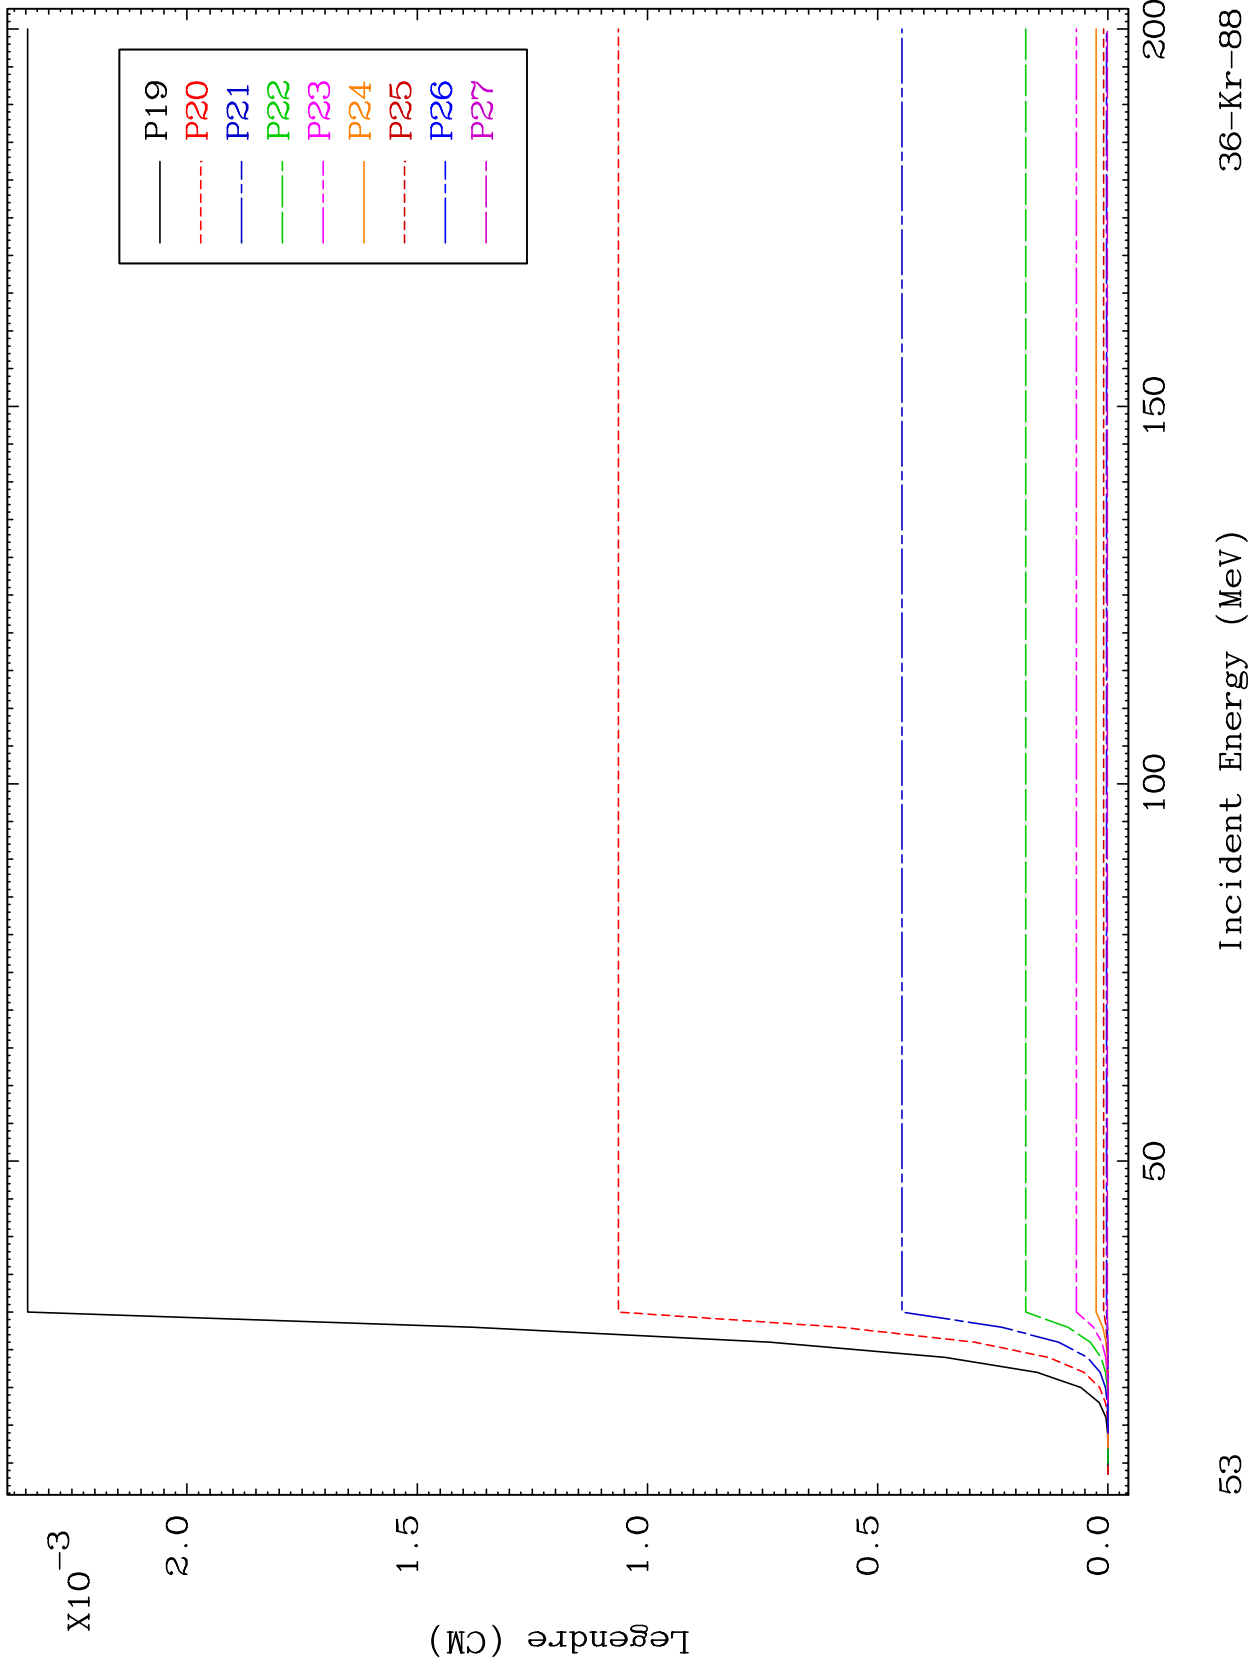 X10-3
2.0
1.5
1.0
0.5
0.0
Legendre (CM)
P19
P20
P21
P22
P23
P24
P25
P26
P27
50
100
150
200
Incident Energy (MeV)
53
36-Kr-88